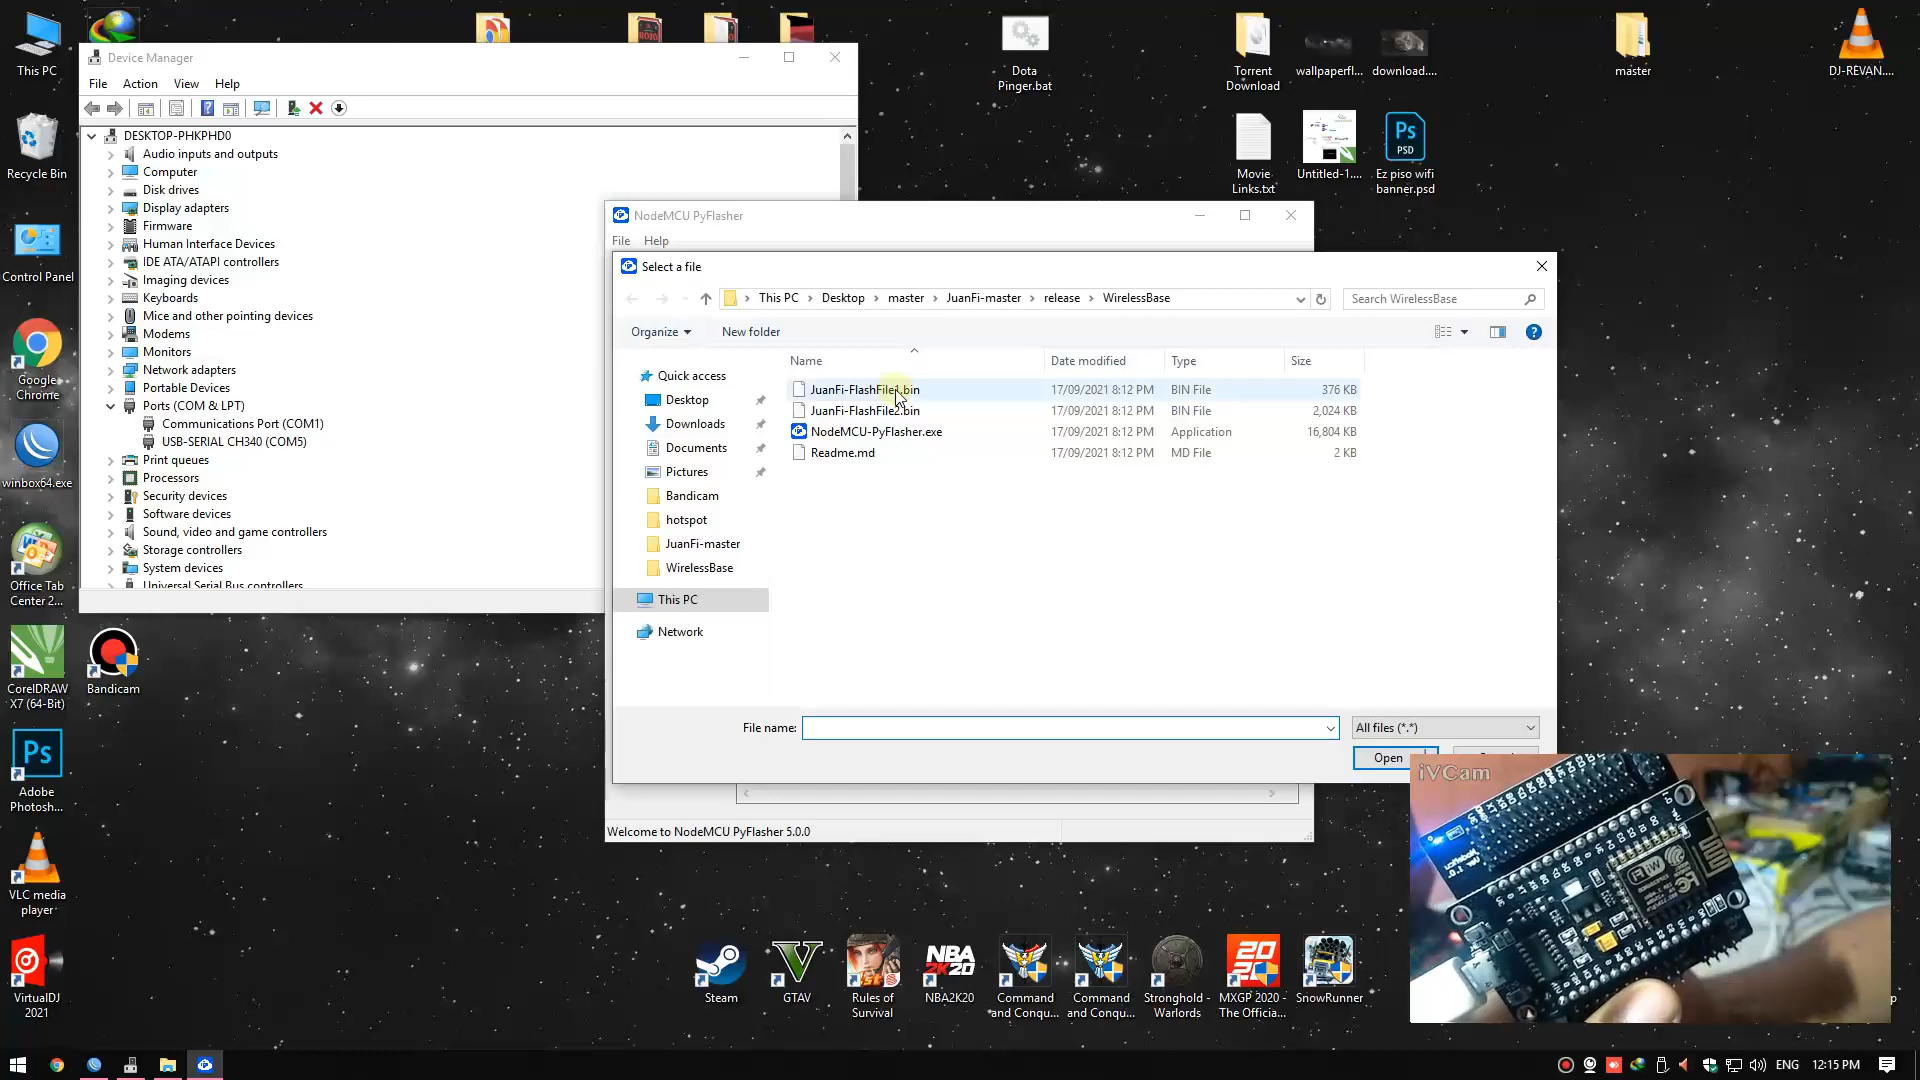 This PC
Recycle Bin
Control Panel
Google
Chrome
winbox64.exe
Office Tab
Center 2...
CorelDRAW
X7 (64-Bit)
Bandicam
Ps
Adobe
Photosh...
VLC media
player
VirtualDJ
2021
Dota
Pinger.bat
Torrent
Download
wallpaperfl...
download....
master
DJ-REVAN....
Movie
Links.txt
Untitled-1....
Ps
PSD
Ez piso wifi
banner.psd
Device Manager
File Action View Help
DESKTOP-PHKPHD0
Audio inputs and outputs
Computer
Disk drives
Display adapters
Firmware
Human Interface Devices
IDE ATA/ATAPI controllers
Imaging devices
Keyboards
Mice and other pointing devices
Modems
Monitors
Network adapters
Portable Devices
Ports (COM & LPT)
Communications Port (COM1)
USB-SERIAL CH340 (COM5)
Print queues
Processors
Security devices
Software devices
Sound, video and game controllers
Storage controllers
System devices
Universal Serial Bus controllers
NodeMCU PyFlasher
File Help
Select a file
This PC > Desktop > master > JuanFi-master > release > WirelessBase
Search WirelessBase
Organize New folder
Name Date modified Type Size
JuanFi-FlashFile1.bin 17/09/2021 8:12 PM BIN File 376 KB
JuanFi-FlashFile2.bin 17/09/2021 8:12 PM BIN File 2,024 KB
NodeMCU-PyFlasher.exe 17/09/2021 8:12 PM Application 16,804 KB
Readme.md 17/09/2021 8:12 PM MD File 2 KB
Quick access
Desktop
Downloads
Documents
Pictures
Bandicam
hotspot
JuanFi-master
WirelessBase
This PC
Network
File name:
All files (*.*)
Open
Welcome to NodeMCU PyFlasher 5.0.0
iVCam
WiFi
Steam
GTAV
Rules of
Survival
NBA
2K20
NBA2K20
Command
and Conqu...
Command
and Conqu...
Stronghold -
Warlords
20
20
MXGP 2020 -
The Officia...
SnowRunner
ENG
12:15 PM